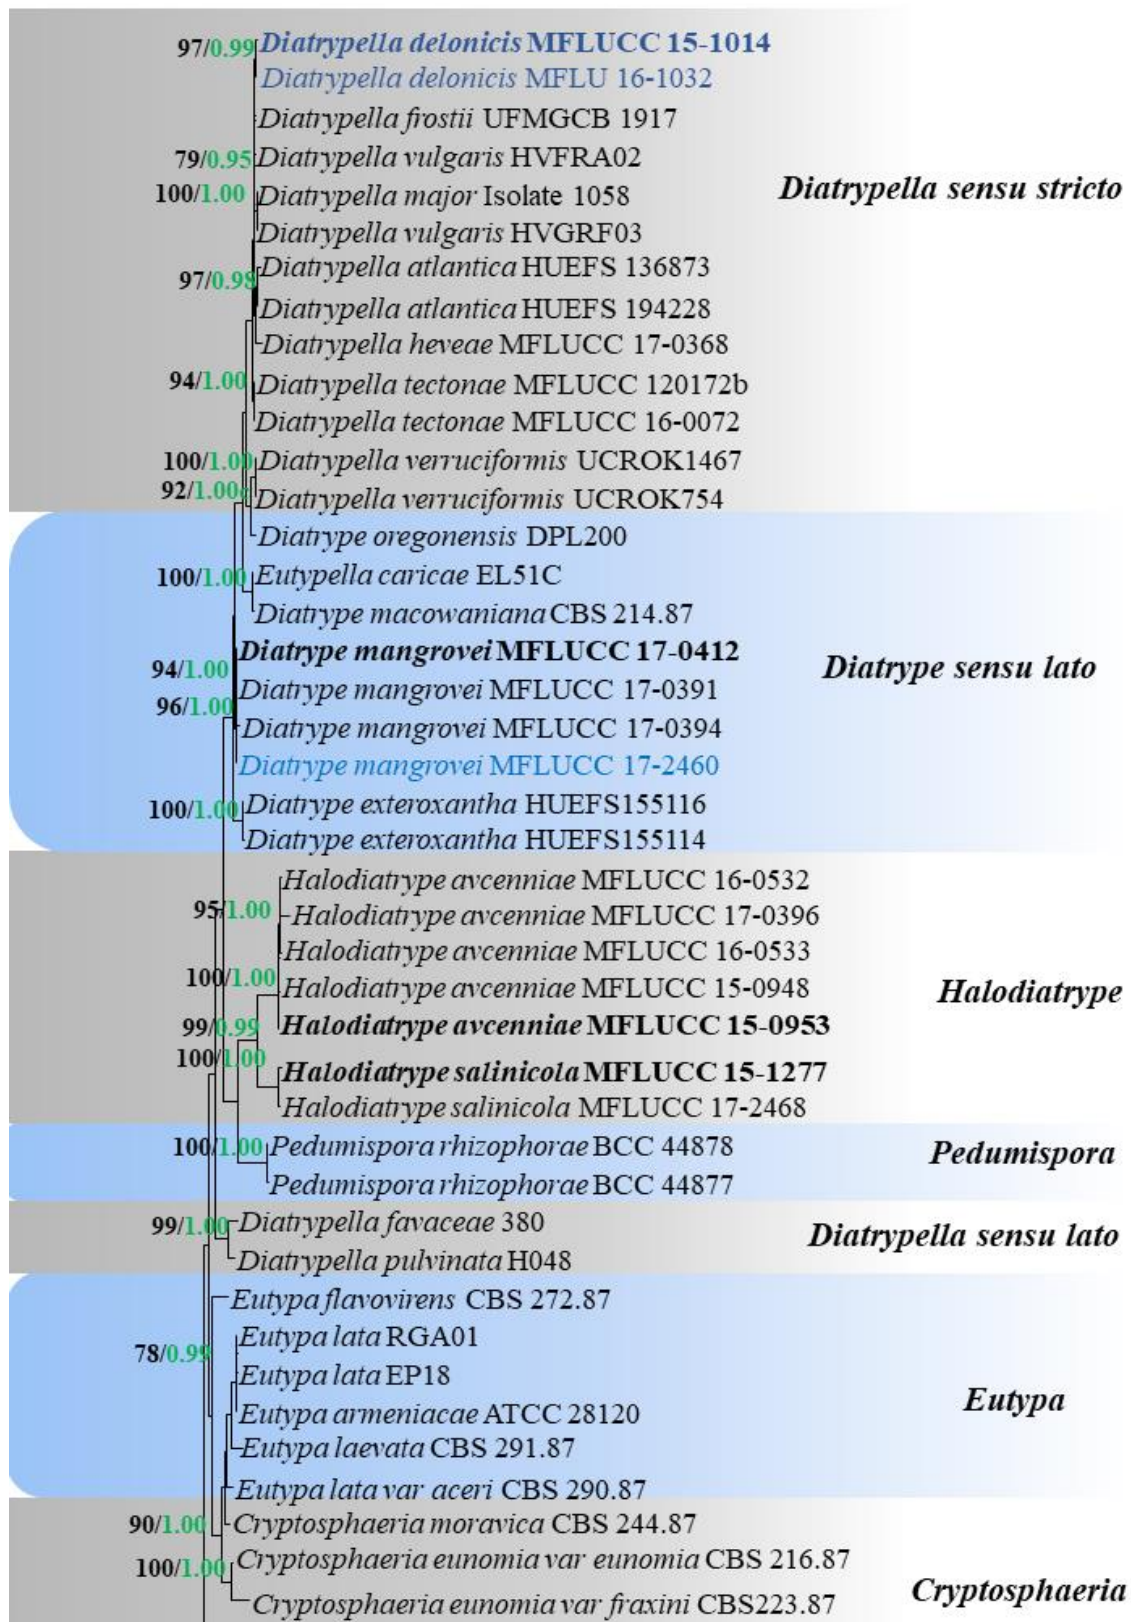 97/0.99 Diatrypella delonicis MFLUCC 15-1014
Diatrypella delonicis MFLU 16-1032
Diatrypella frostii UFMGCB 1917
79/0.95 Diatrypella vulgaris HVFRA02
100/1.00 Diatrypella major Isolate 1058
Diatrypella sensu stricto
Diatrypella vulgaris HVGRF03
97/0.98 Diatrypella atlantica HUEFS 136873
Diatrypella atlantica HUEFS 194228
Diatrypella heveae MFLUCC 17-0368
94/1.00 Diatrypella tectonae MFLUCC 120172b
Diatrypella tectonae MFLUCC 16-0072
100/1.00 Diatrypella verruciformis UCROK1467
92/1.00c Diatrypella verruciformis UCROK754
Diatrype oregonensis DPL200
100/1.00 Eutypella caricae EL51C
Diatrype macowaniana CBS 214.87
94/1.00 Diatrype mangrovei MFLUCC 17-0412
Diatrype sensu lato
96/1.00 Diatrype mangrovei MFLUCC 17-0391
Diatrype mangrovei MFLUCC 17-0394
Diatrype mangrovei MFLUCC 17-2460
100/1.00 Diatrype exteroxantha HUEFS155116
Diatrype exteroxantha HUEFS155114
Halodiatrype avcenniae MFLUCC 16-0532
95/1.00 Halodiatrype avcenniae MFLUCC 17-0396
Halodiatrype avcenniae MFLUCC 16-0533
100/1.00 Halodiatrype avcenniae MFLUCC 15-0948
Halodiatrype
99/0.99 Halodiatrype avcenniae MFLUCC 15-0953
100/1.00 Halodiatrype salinicola MFLUCC 15-1277
Halodiatrype salinicola MFLUCC 17-2468
100/1.00 Pedumispora rhizophorae BCC 44878
Pedumispora
Pedumispora rhizophorae BCC 44877
99/1.00 Diatrypella favaceae 380
Diatrypella sensu lato
Diatrypella pulvinata H048
Eutypa flavovirens CBS 272.87
78/0.99 Eutypa lata RGA01
Eutypa lata EP18
Eutypa
Eutypa armeniacae ATCC 28120
Eutypa laevata CBS 291.87
Eutypa lata var aceri CBS 290.87
90/1.00 Cryptosphaeria moravica CBS 244.87
100/1.00 Cryptosphaeria eunomia var eunomia CBS 216.87
Cryptosphaeria
Cryptosphaeria eunomia var fraxini CBS223.87